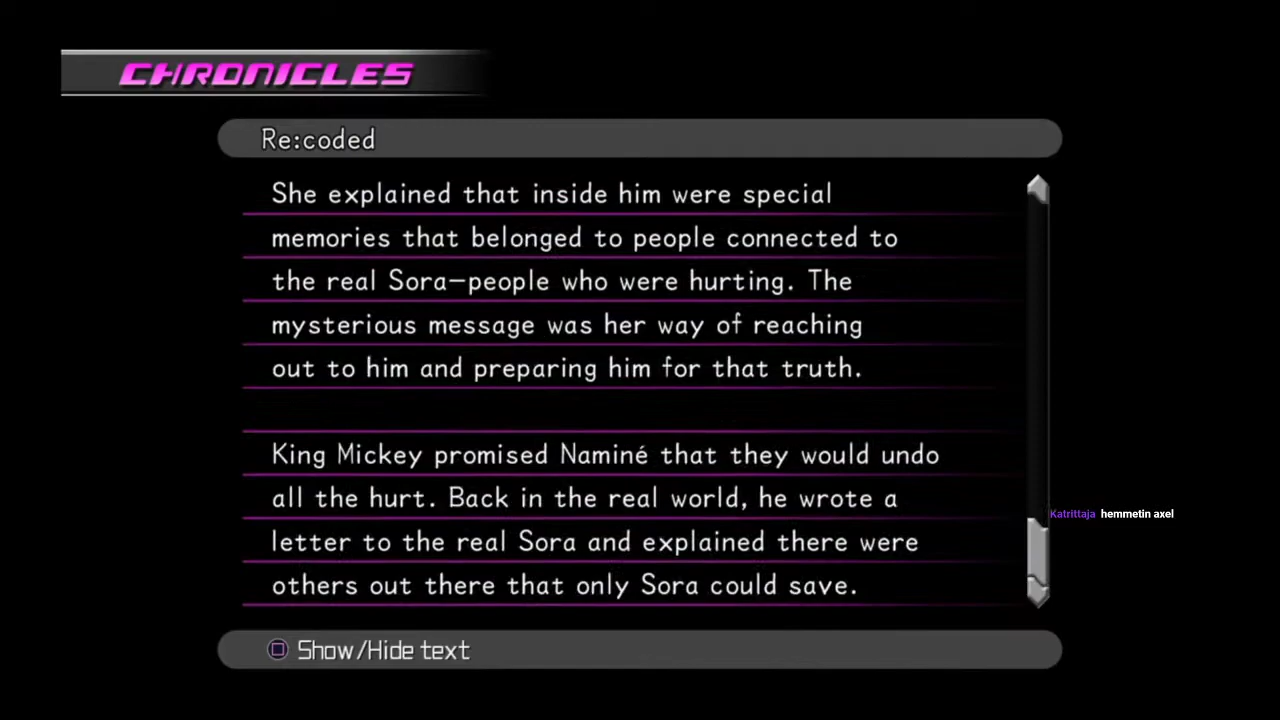 CHRONICLES
Re:coded
She explained that inside him were special
memories that belonged to people connected to
the real Sora—people who were hurting. The
mysterious message was her way of reaching
out to him and preparing him for that truth.
King Mickey promised Naminé that they would undo
all the hurt. Back in the real world, he wrote a
letter to the real Sora and explained there were
others out there that only Sora could save.
Katrittaja hemmetin axel
Show/Hide text